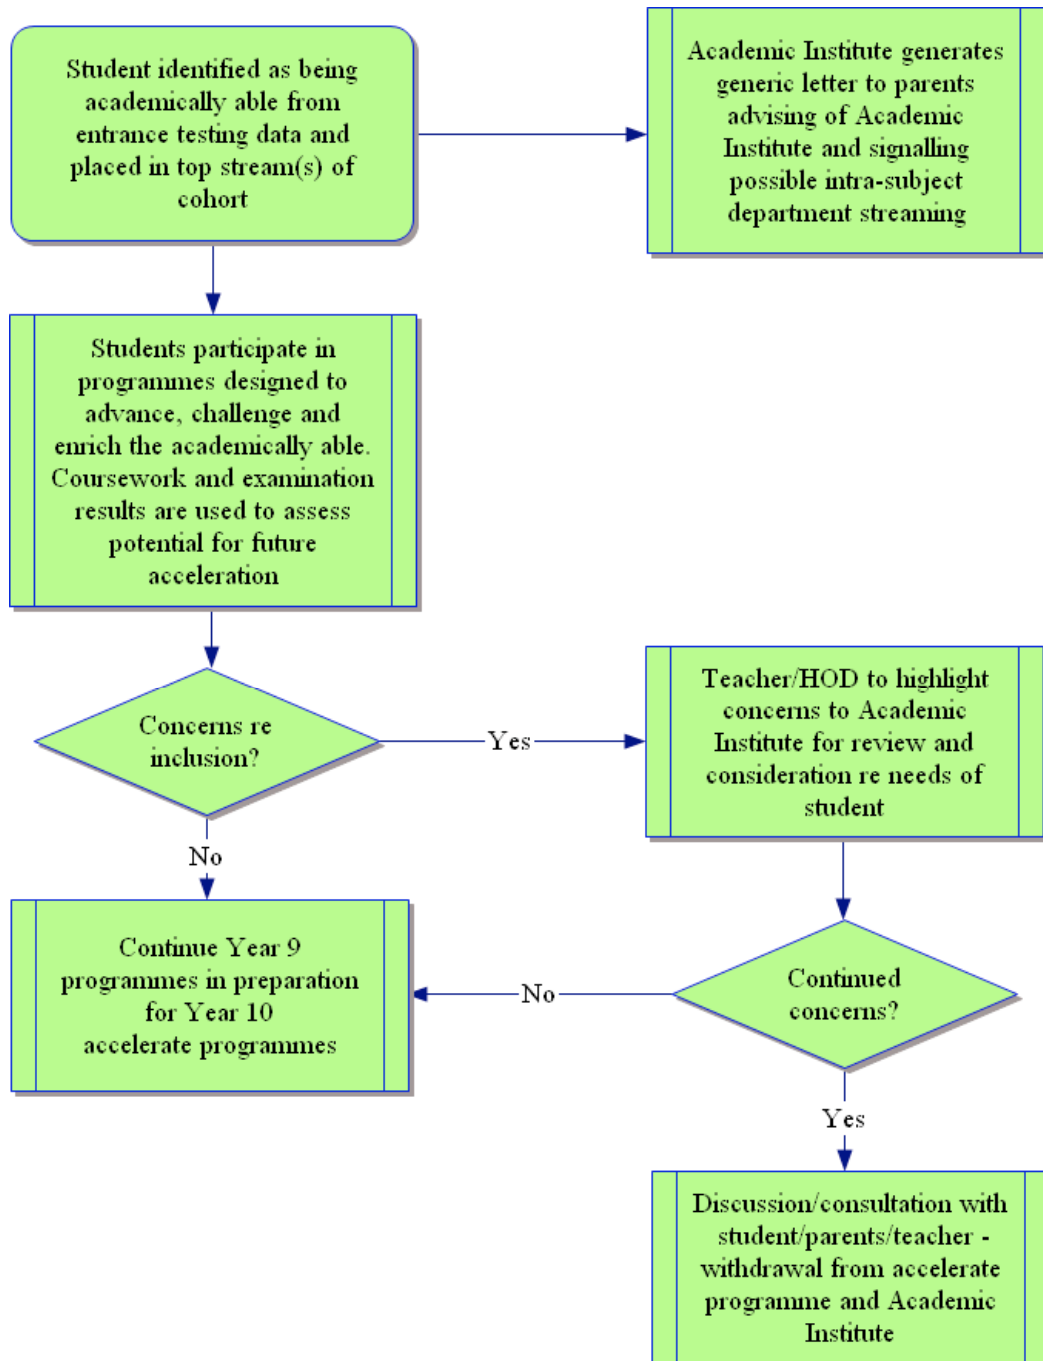 Student identified as being
academically able from
entrance testing data and
placed in top stream(s) of
cohort
Academic Institute generates
generic letter to parents
advising of Academic
Institute and signalling
possible intra-subject
department streaming
Students participate in
programmes designed to
advance, challenge and
enrich the academically able.
Coursework and examination
results are used to assess
potential for future
acceleration
Concerns re
inclusion?
Yes
Teacher/HOD to highlight
concerns to Academic
Institute for review and
consideration re needs of
student
No
Continue Year 9
programmes in preparation
for Year 10
accelerate programmes
No
Continued
concerns?
Yes
Discussion/consultation with
student/parents/teacher -
withdrawal from accelerate
programme and Academic
Institute